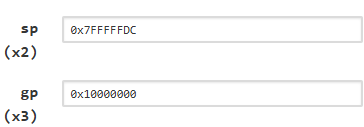 sp 0x7FFFFFDC
(x2)
gp 0x10000000
(x3)